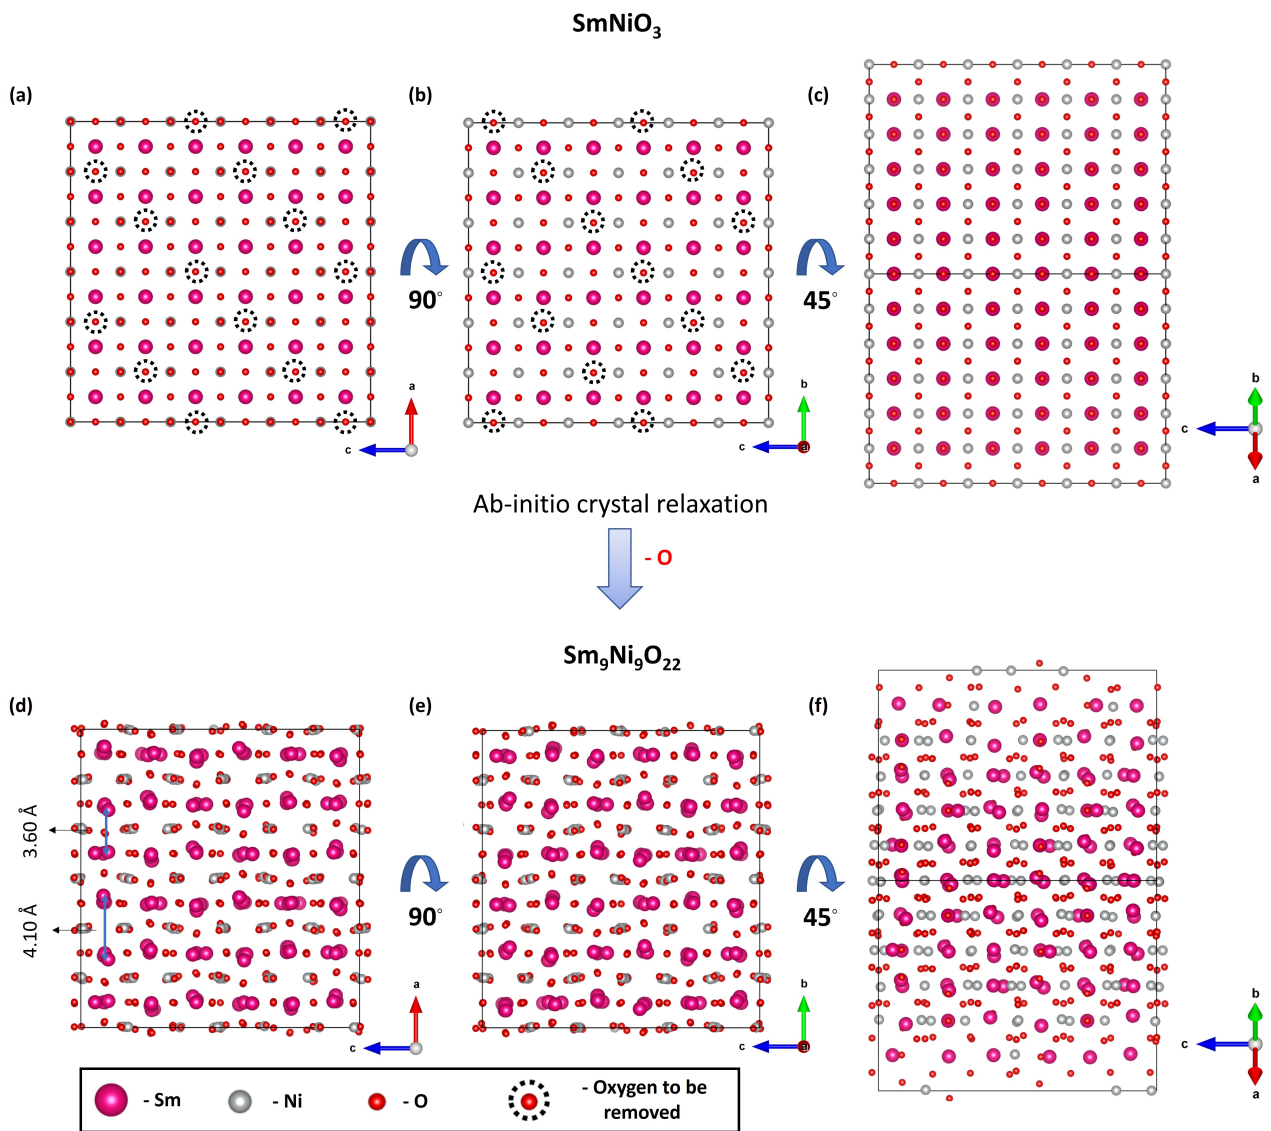 SmNiO3
(a)
(b)
(c)
90°
45°
a
c
b
c
a
b
c
a
Ab-initio crystal relaxation
- O
Sm9Ni9O22
(d)
(e)
(f)
3.60 Å
4.10 Å
90°
45°
a
c
b
c
a
b
c
a
- Sm
- Ni
- O
- Oxygen to be
removed